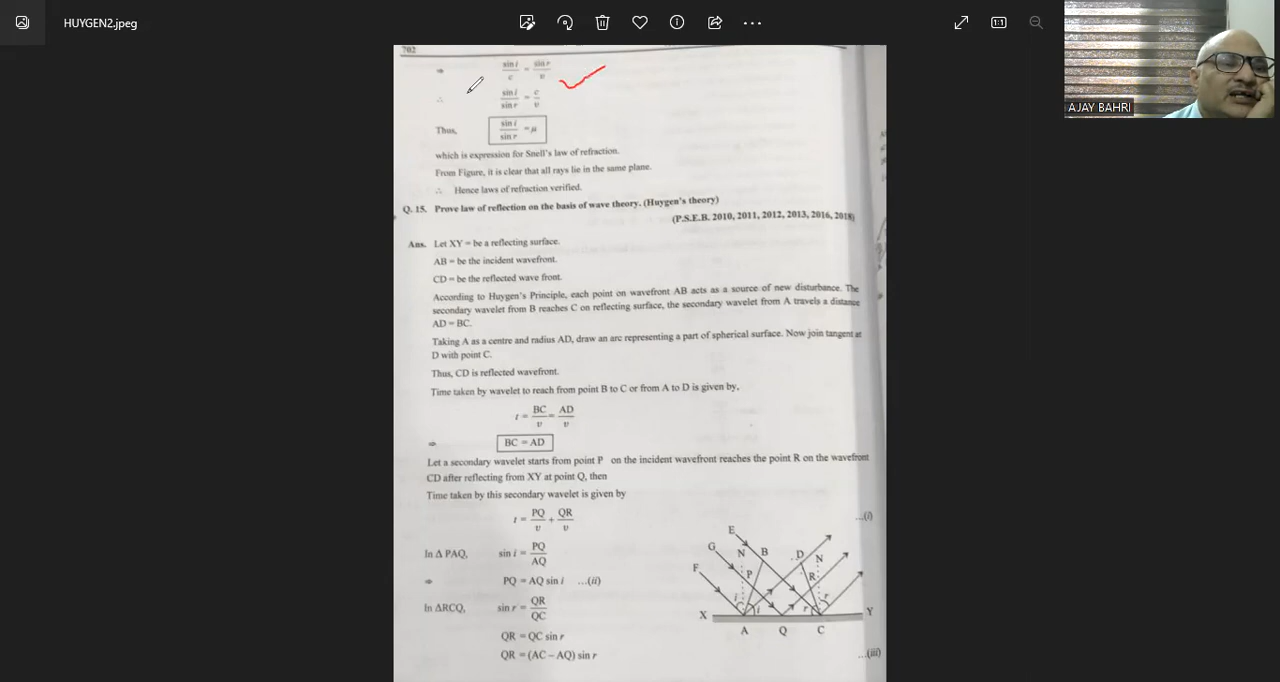 HUYGEN2.jpeg
1:1
AJAY BAHRI
702
⇒ sin i / c = sin r / v
∴ sin i / sin r = c / v
Thus, sin i / sin r = μ
which is expression for Snell's law of refraction.
From Figure, it is clear that all rays lie in the same plane.
∴ Hence laws of refraction verified.
Q. 15. Prove law of reflection on the basis of wave theory. (Huygen's theory)
(P.S.E.B. 2010, 2011, 2012, 2013, 2016, 2018)
Ans. Let XY = be a reflecting surface.
AB = be the incident wavefront.
CD = be the reflected wave front.
According to Huygen's Principle, each point on wavefront AB acts as a source of new disturbance. The
secondary wavelet from B reaches C on reflecting surface, the secondary wavelet from A travels a distance
AD = BC.
Taking A as a centre and radius AD, draw an arc representing a part of spherical surface. Now join tangent at
D with point C.
Thus, CD is reflected wavefront.
Time taken by wavelet to reach from point B to C or from A to D is given by,
t = BC / v = AD / v
⇒ BC = AD
Let a secondary wavelet starts from point P on the incident wavefront reaches the point R on the wavefront
CD after reflecting from XY at point Q, then
Time taken by this secondary wavelet is given by
t = PQ / v + QR / v ...(i)
In Δ PAQ, sin i = PQ / AQ
⇒ PQ = AQ sin i ...(ii)
In ΔRCQ, sin r = QR / QC
QR = QC sin r
QR = (AC – AQ) sin r ...(iii)
E
G N B D N
F P R
i i r r
X Y
A Q C